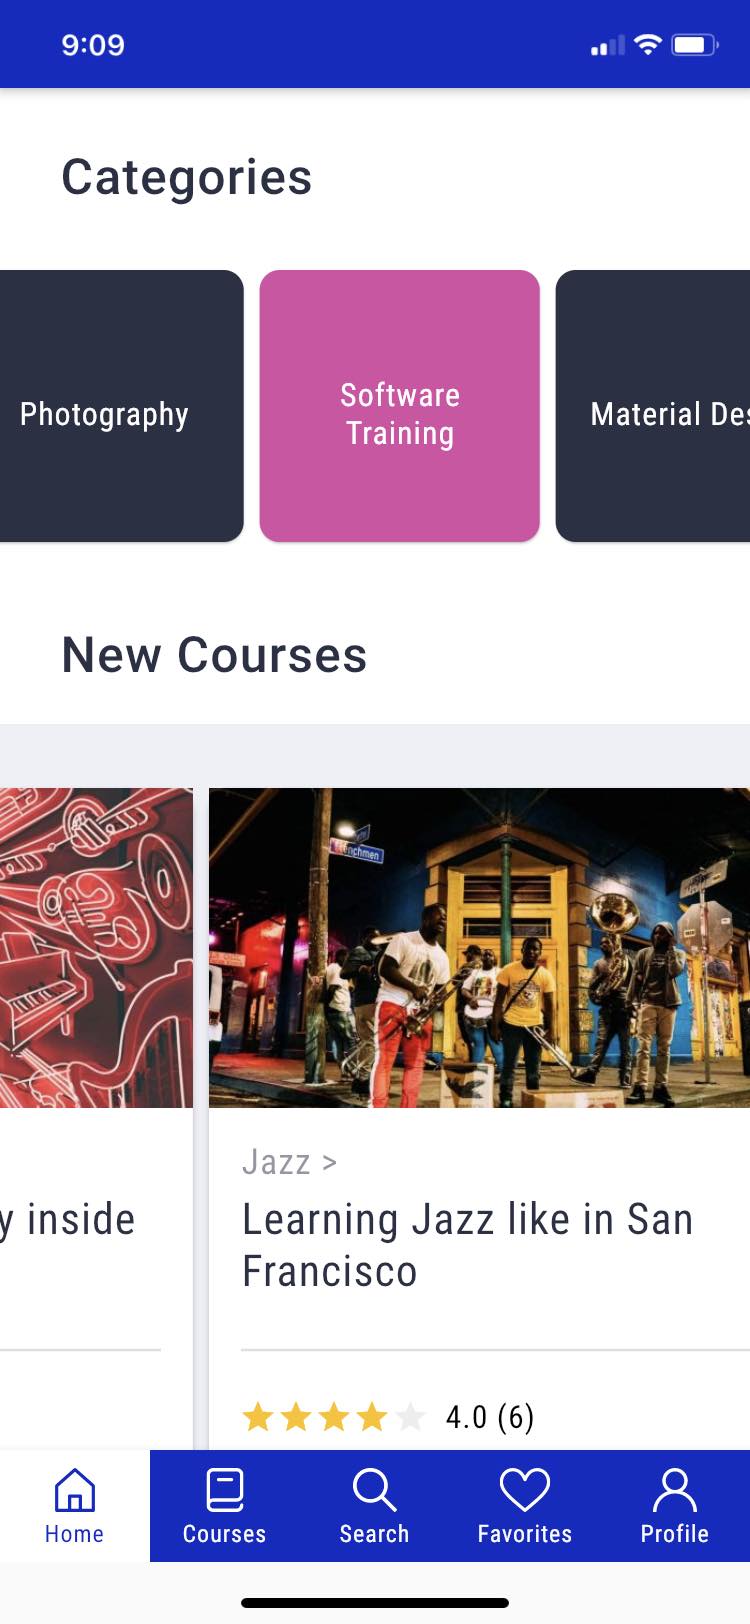 9:09
Categories
Photography
Software
Training
Material Des
New Courses
Frenchmen
Jazz >
y inside
Learning Jazz like in San
Francisco
4.0 (6)
Home
Courses
Search
Favorites
Profile